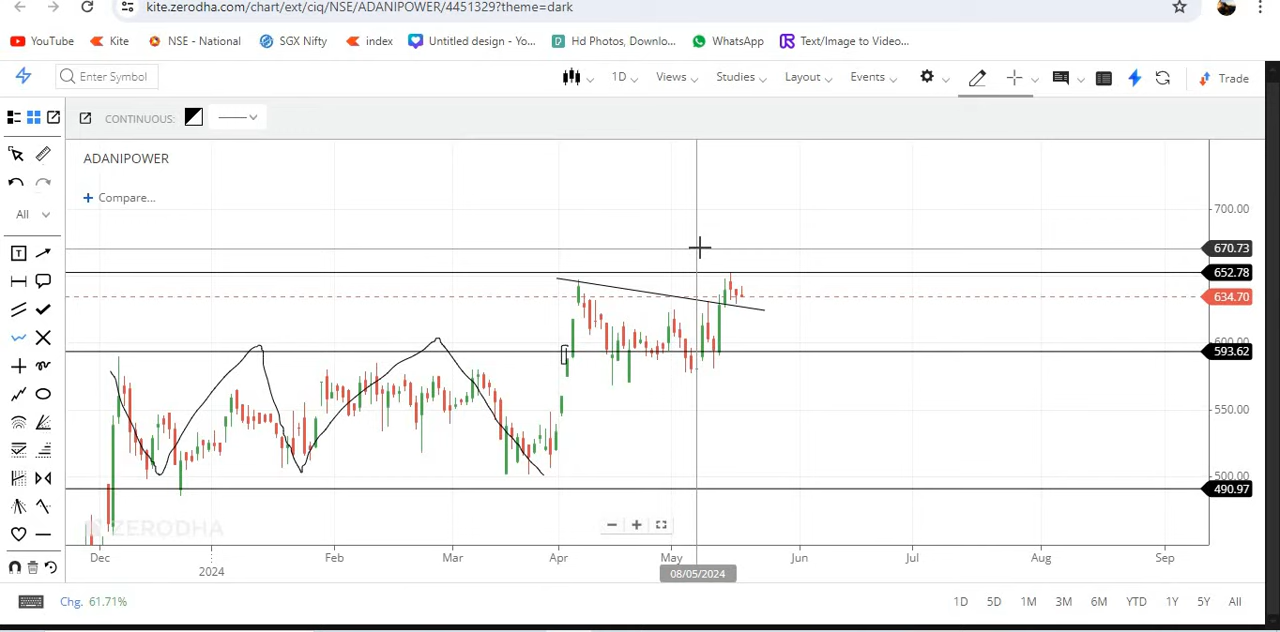 kite.zerodha.com/chart/ext/ciq/NSE/ADANIPOWER/4451329?theme=dark
YouTube Kite NSE - National SGX Nifty index Untitled design - Yo... Hd Photos, Downlo... WhatsApp Text/Image to Video...
Enter Symbol 1D Views Studies Layout Events Trade
CONTINUOUS:
ADANIPOWER
Compare...
All
T
700.00
670.73
652.78
634.70
600.00
593.62
550.00
500.00
490.97
ZERODHA
Dec Feb Mar Apr May Jun Jul Aug Sep
2024
08/05/2024
Chg. 61.71% 1D 5D 1M 3M 6M YTD 1Y 5Y All